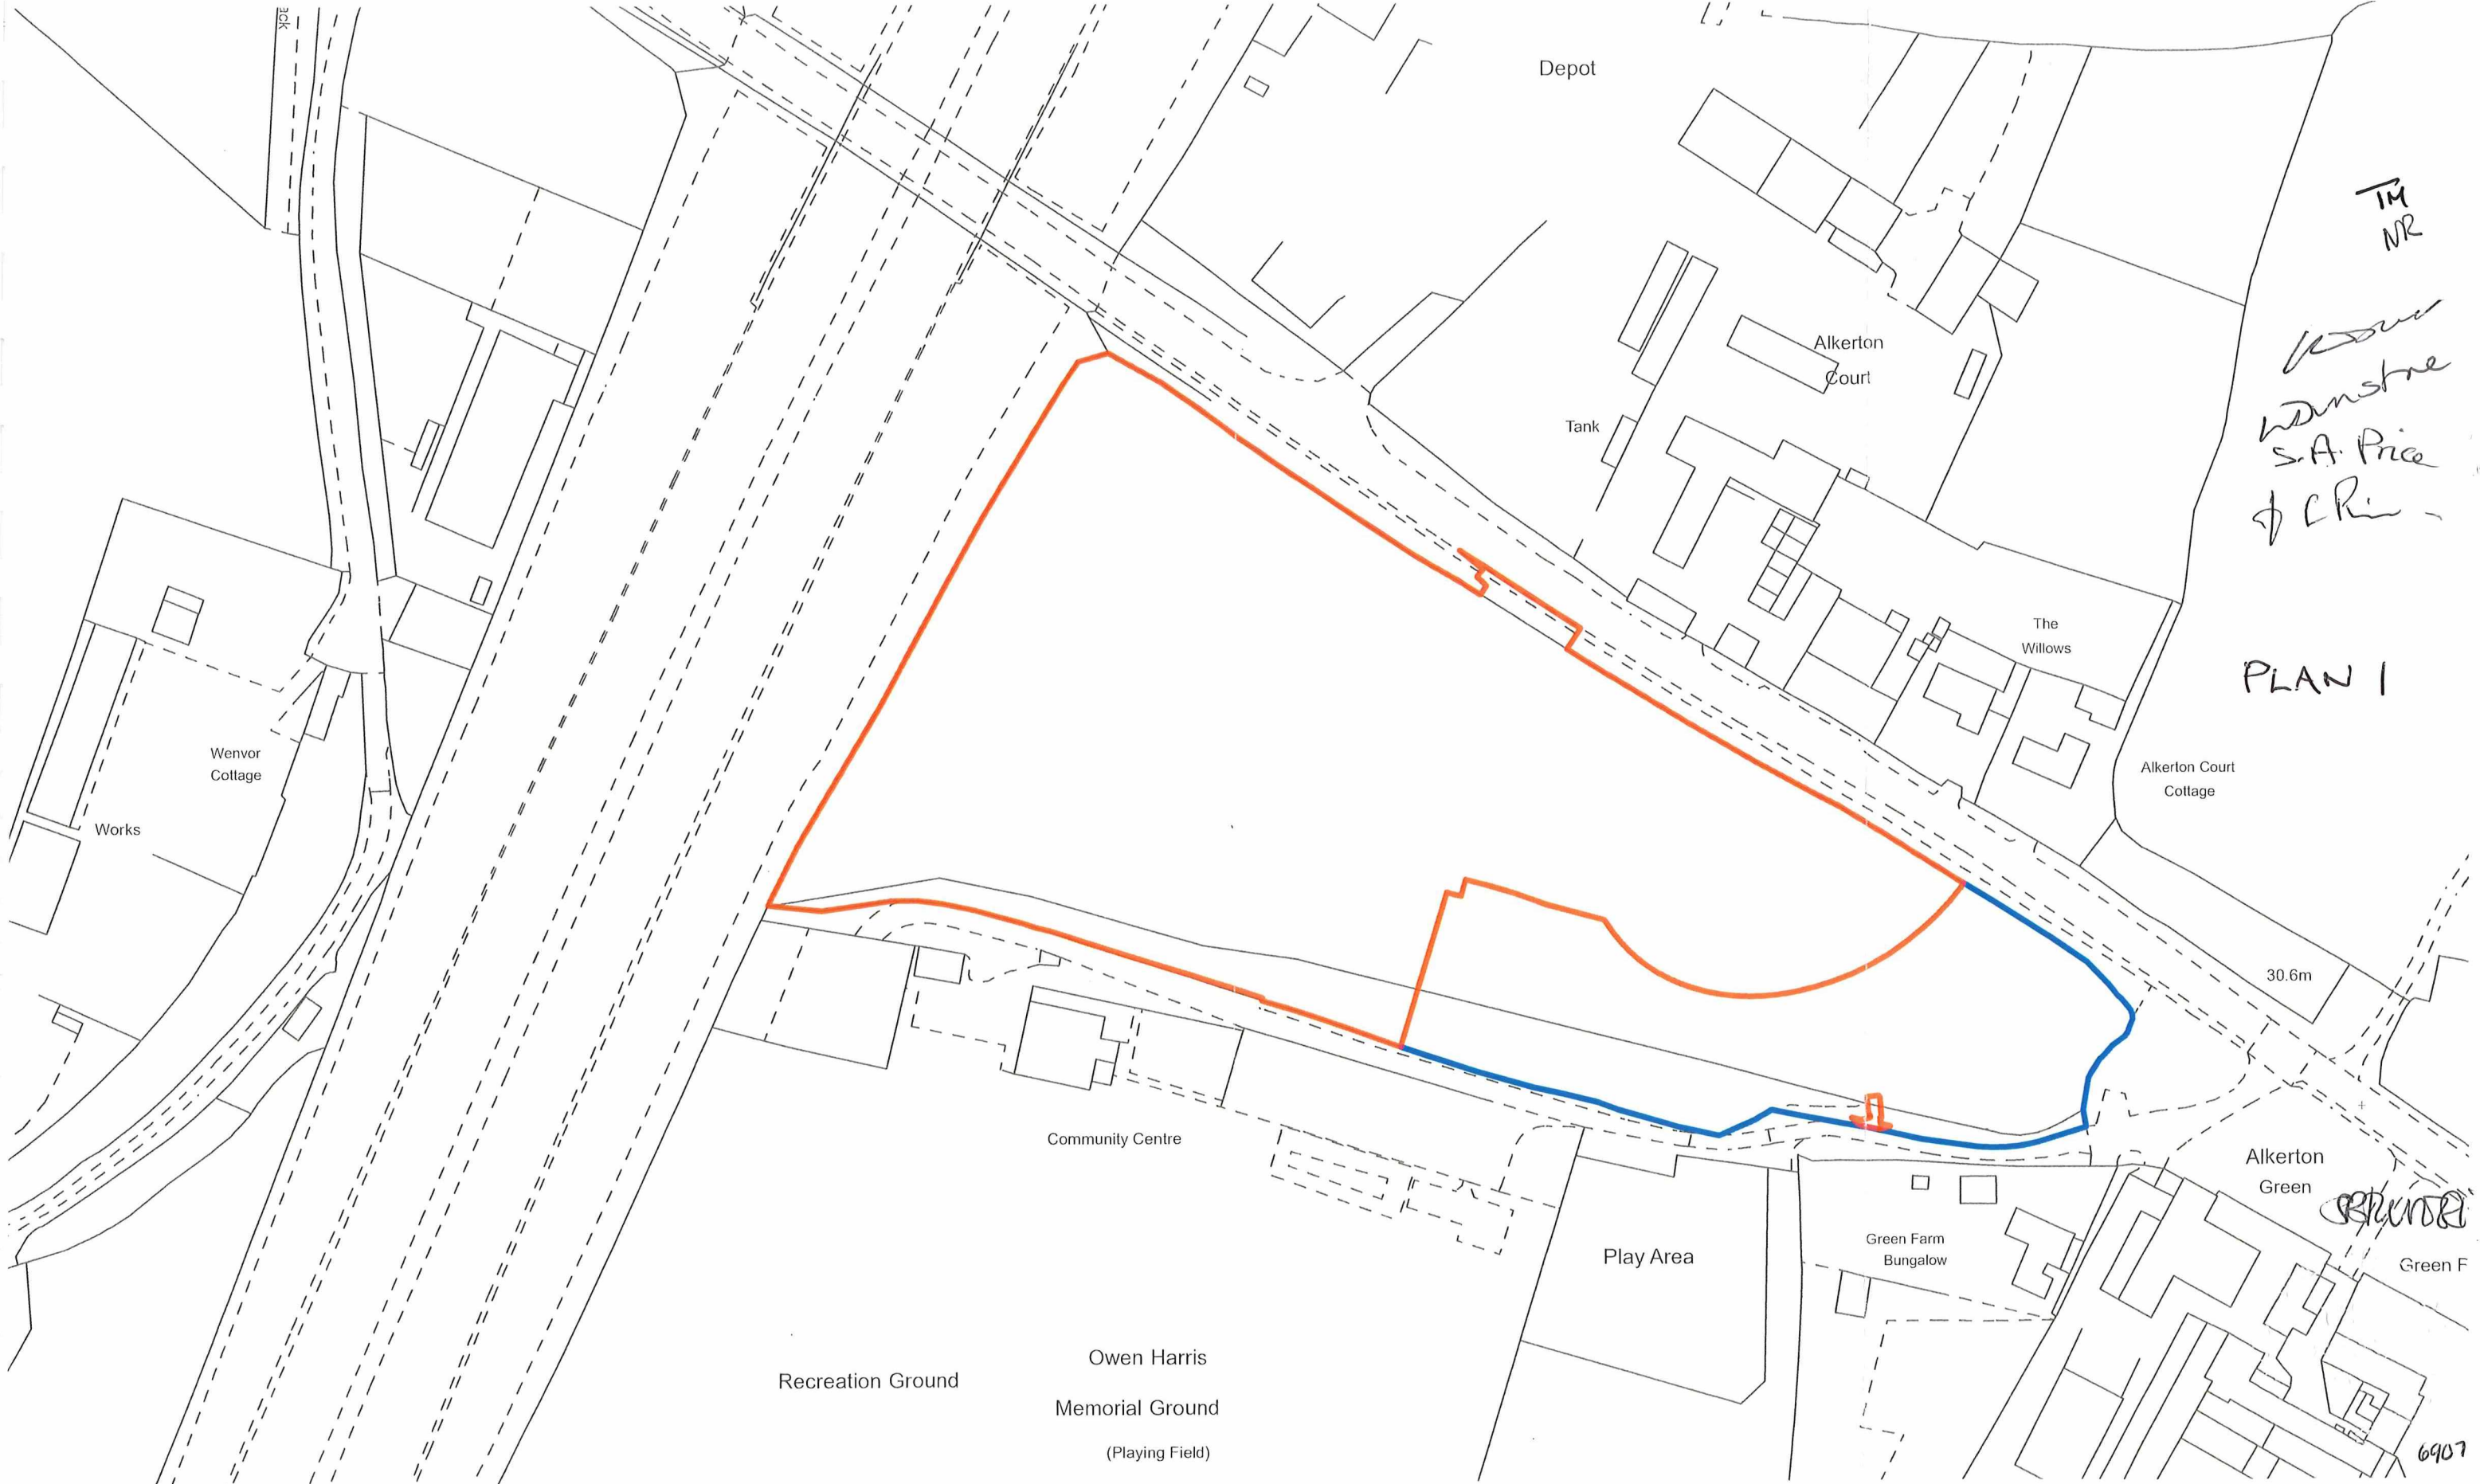 ack
Depot
TM
NR
Alkerton
Court
Tank
S.A. Price
The
Willows
PLAN 1
Wenvor
Cottage
Alkerton Court
Cottage
Works
30.6m
Community Centre
Alkerton
Green
Play Area
Green Farm
Bungalow
Green F
Owen Harris
Recreation Ground
Memorial Ground
(Playing Field)
6907